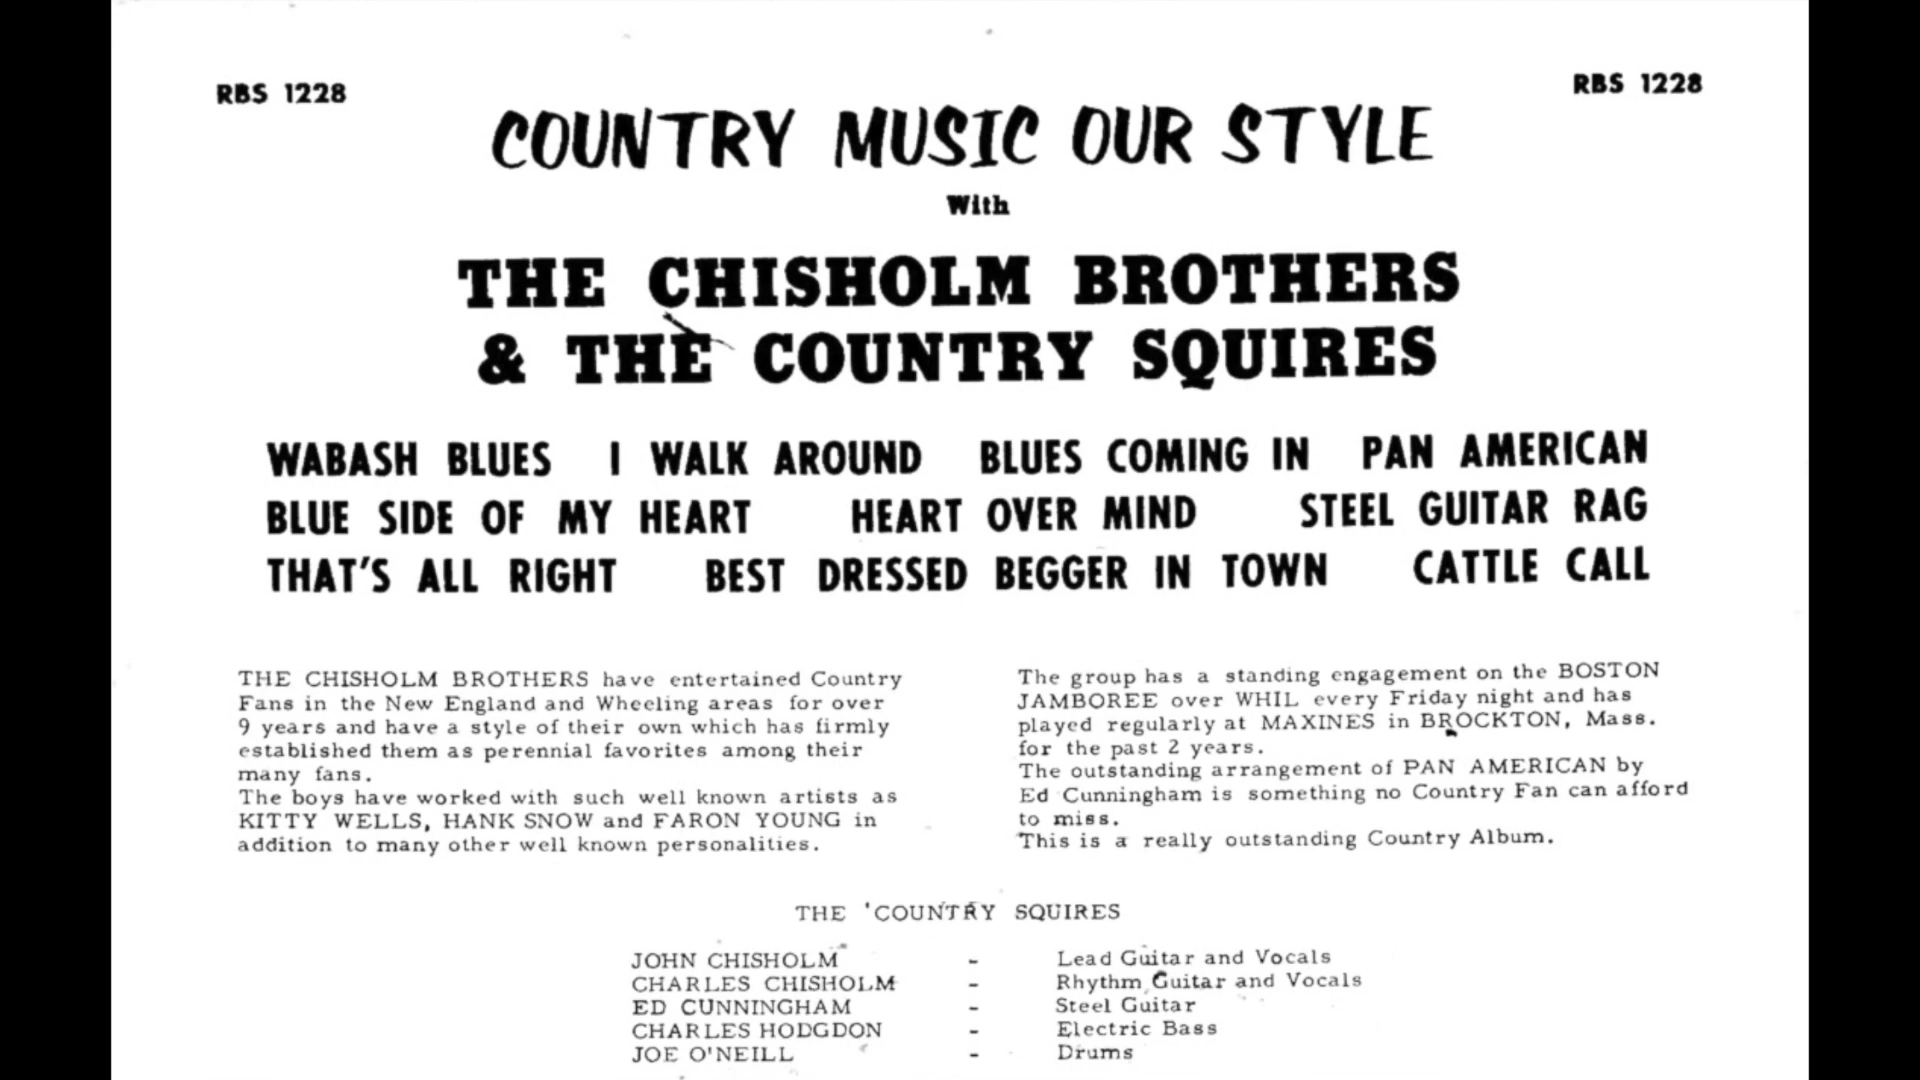 RBS 1228 RBS 1228
COUNTRY MUSIC OUR STYLE
With
THE CHISHOLM BROTHERS
& THE COUNTRY SQUIRES
WABASH BLUES I WALK AROUND BLUES COMING IN PAN AMERICAN
BLUE SIDE OF MY HEART HEART OVER MIND STEEL GUITAR RAG
THAT'S ALL RIGHT BEST DRESSED BEGGER IN TOWN CATTLE CALL
THE CHISHOLM BROTHERS have entertained Country
Fans in the New England and Wheeling areas for over
9 years and have a style of their own which has firmly
established them as perennial favorites among their
many fans.
The boys have worked with such well known artists as
KITTY WELLS, HANK SNOW and FARON YOUNG in
addition to many other well known personalities.
The group has a standing engagement on the BOSTON
JAMBOREE over WHIL every Friday night and has
played regularly at MAXINES in BROCKTON, Mass.
for the past 2 years.
The outstanding arrangement of PAN AMERICAN by
Ed Cunningham is something no Country Fan can afford
to miss.
This is a really outstanding Country Album.
THE 'COUNTRY SQUIRES
JOHN CHISHOLM - Lead Guitar and Vocals
CHARLES CHISHOLM - Rhythm Guitar and Vocals
ED CUNNINGHAM - Steel Guitar
CHARLES HODGDON - Electric Bass
JOE O'NEILL - Drums